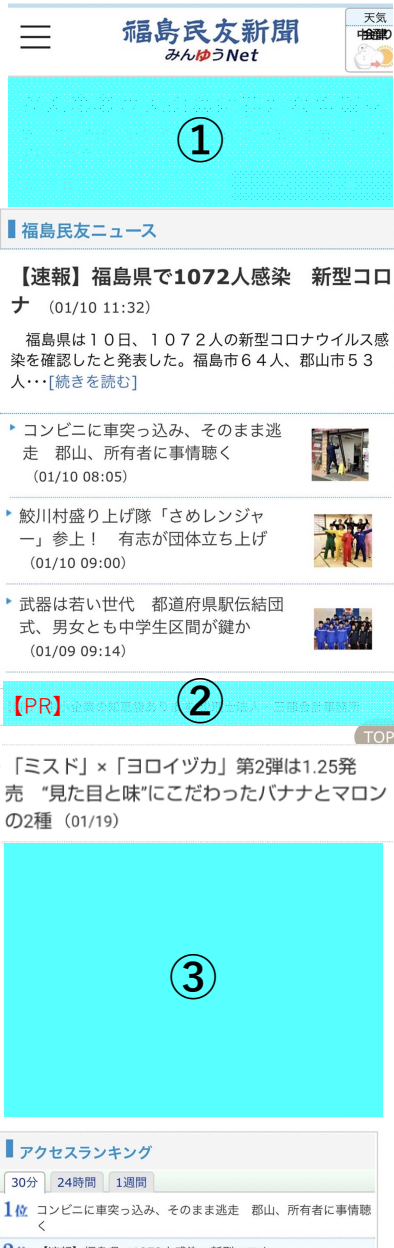 福島民友新聞
みんゆうNet
天気
①
福島民友ニュース
【速報】福島県で1072人感染　新型コロ
ナ （01/10 11:32）
福島県は１０日、１０７２人の新型コロナウイルス感
染を確認したと発表した。福島市６４人、郡山市５３
人･･･[続きを読む]
コンビニに車突っ込み、そのまま逃
走　郡山、所有者に事情聴く
（01/10 08:05）
鮫川村盛り上げ隊「さめレンジャ
ー」参上！　有志が団体立ち上げ
（01/10 09:00）
武器は若い世代　都道府県駅伝結団
式、男女とも中学生区間が鍵か
（01/09 09:14）
【PR】
②
TOP
「ミスド」×「ヨロイヅカ」第2弾は1.25発
売　“見た目と味”にこだわったバナナとマロン
の2種（01/19）
③
アクセスランキング
30分 24時間 1週間
1位 コンビニに車突っ込み、そのまま逃走　郡山、所有者に事情聴
く